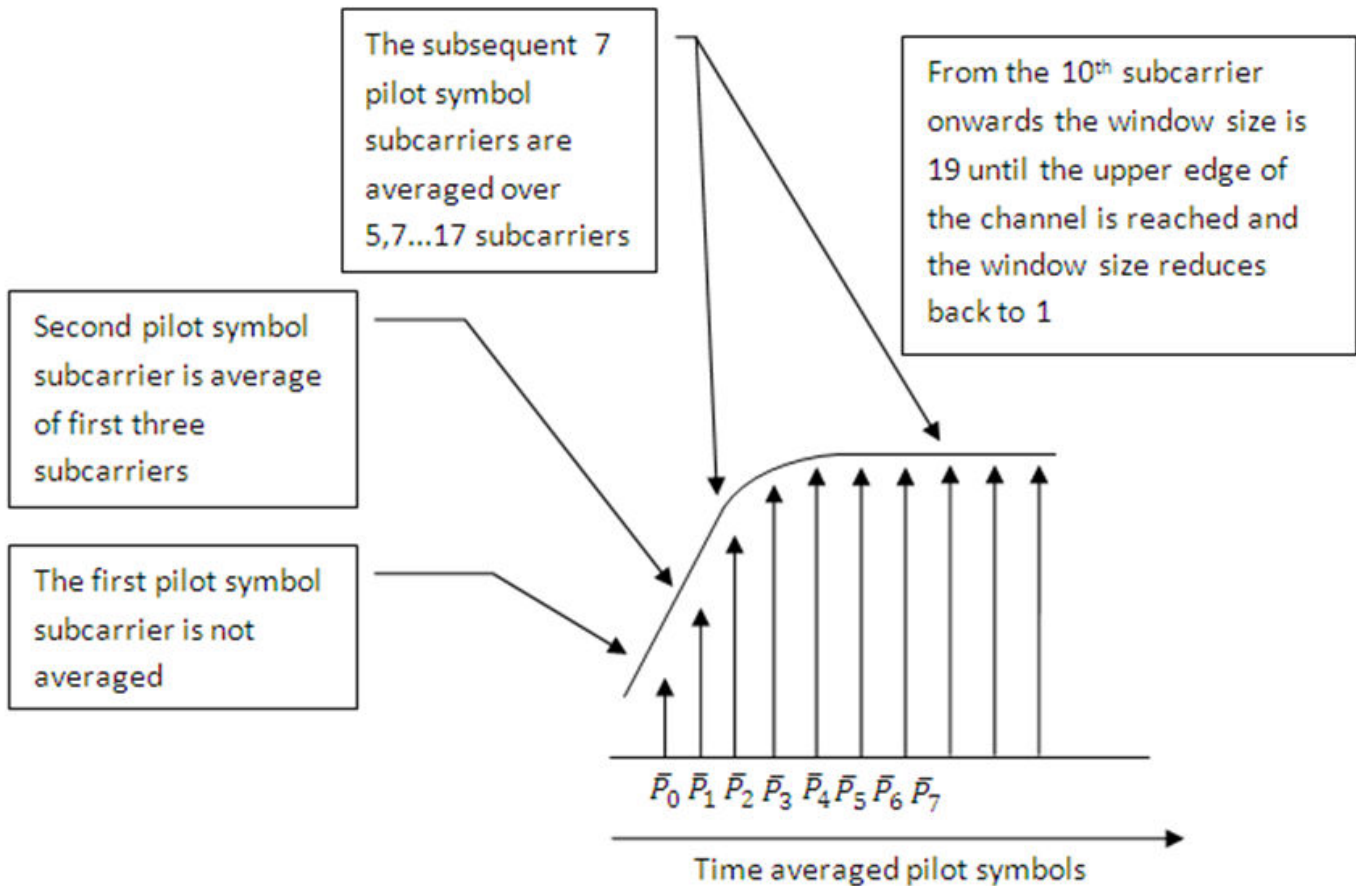 The subsequent 7
pilot symbol
subcarriers are
averaged over
5,7...17 subcarriers
From the 10th subcarrier
onwards the window size is
19 until the upper edge of
the channel is reached and
the window size reduces
back to 1
Second pilot symbol
subcarrier is average
of first three
subcarriers
The first pilot symbol
subcarrier is not
averaged
P̄₀ P̄₁ P̄₂ P̄₃ P̄₄ P̄₅ P̄₆ P̄₇
Time averaged pilot symbols